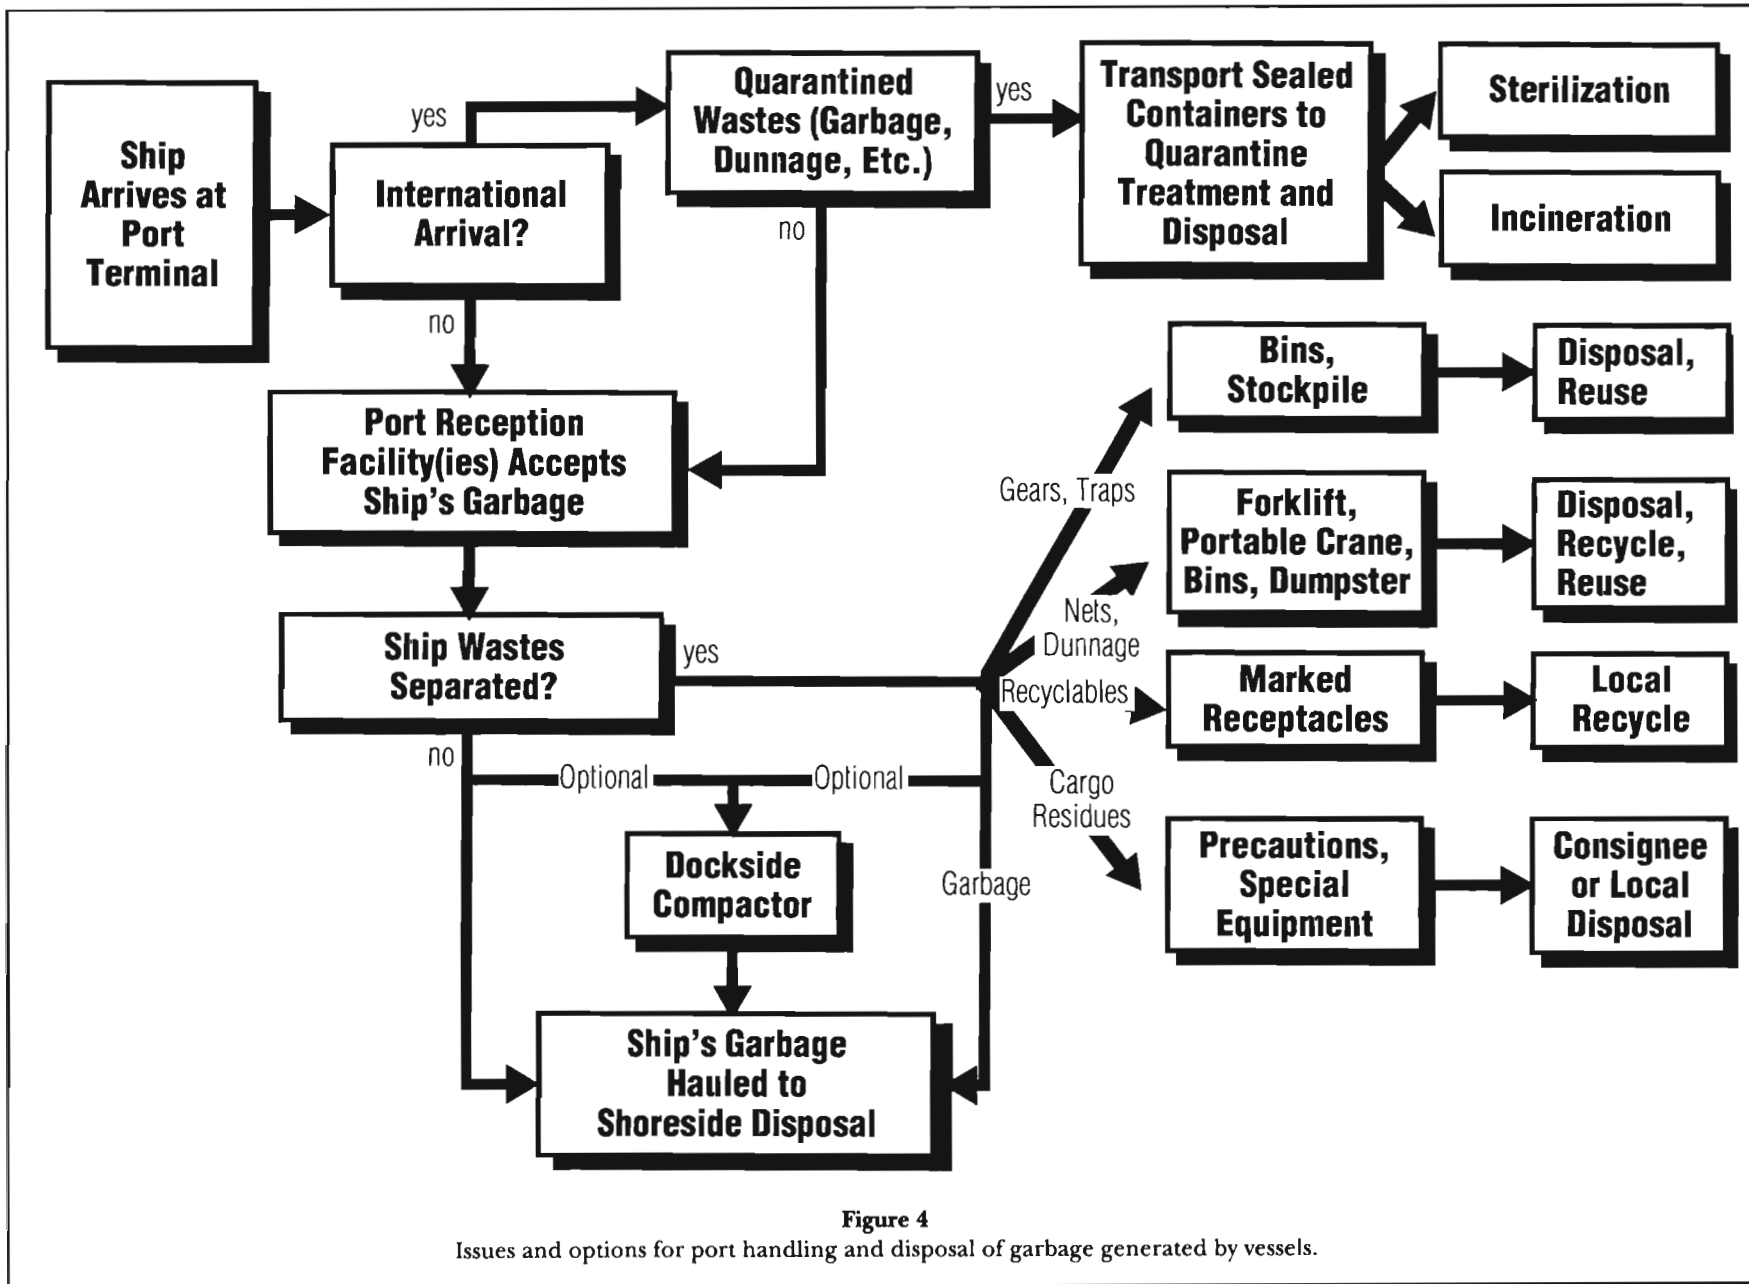 Ship
Arrives at
Port
Terminal
yes
International
Arrival?
no
Quarantined
Wastes (Garbage,
Dunnage, Etc.)
yes
no
Transport Sealed
Containers to
Quarantine
Treatment and
Disposal
Sterilization
Incineration
Port Reception
Facility(ies) Accepts
Ship's Garbage
Ship Wastes
Separated?
yes
no
Optional
Optional
Dockside
Compactor
Garbage
Ship's Garbage
Hauled to
Shoreside Disposal
Gears, Traps
Bins,
Stockpile
Disposal,
Reuse
Nets,
Dunnage
Forklift,
Portable Crane,
Bins, Dumpster
Disposal,
Recycle,
Reuse
Recyclables
Marked
Receptacles
Local
Recycle
Cargo
Residues
Precautions,
Special
Equipment
Consignee
or Local
Disposal
Figure 4
Issues and options for port handling and disposal of garbage generated by vessels.